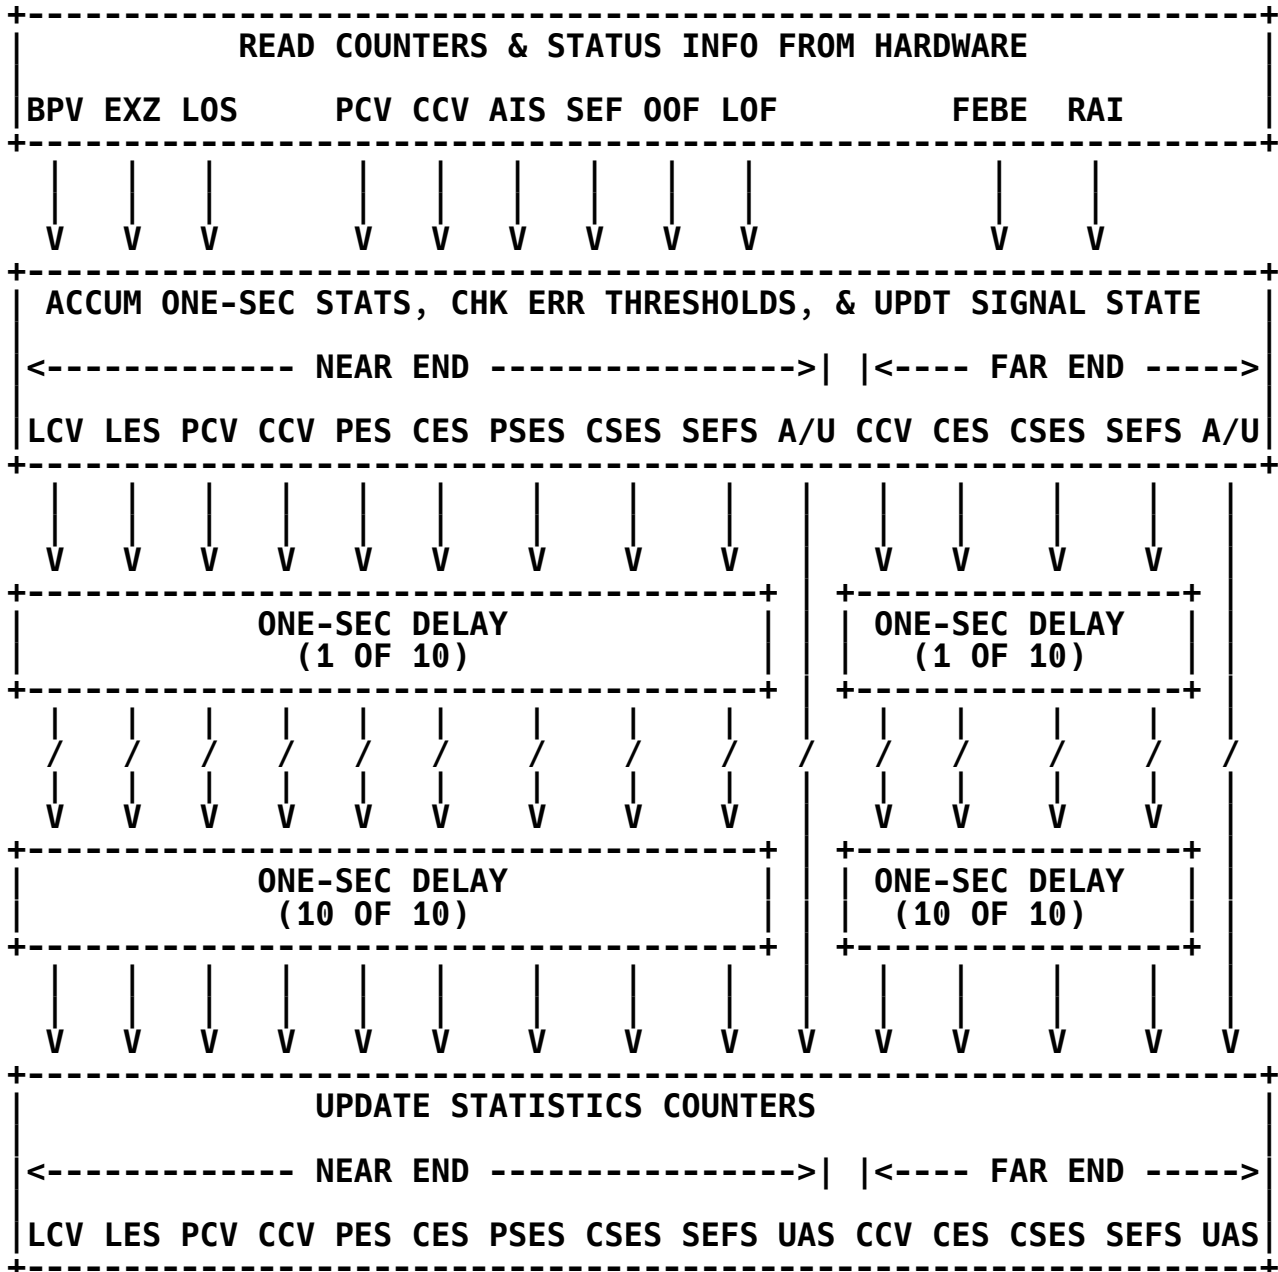 READ COUNTERS & STATUS INFO FROM HARDWARE
BPV EXZ LOS PCV CCV AIS SEF OOF LOF FEBE RAI
V V V V V V V V V V V
ACCUM ONE-SEC STATS, CHK ERR THRESHOLDS, & UPDT SIGNAL STATE
<------------- NEAR END ---------------->| |<---- FAR END ----->
LCV LES PCV CCV PES CES PSES CSES SEFS A/U CCV CES CSES SEFS A/U
V V V V V V V V V V V V V
ONE-SEC DELAY ONE-SEC DELAY
(1 OF 10) (1 OF 10)
/ / / / / / / / / / / / / / /
V V V V V V V V V V V V V
ONE-SEC DELAY ONE-SEC DELAY
(10 OF 10) (10 OF 10)
V V V V V V V V V V V V V V V
UPDATE STATISTICS COUNTERS
<------------- NEAR END ---------------->| |<---- FAR END ----->
LCV LES PCV CCV PES CES PSES CSES SEFS UAS CCV CES CSES SEFS UAS